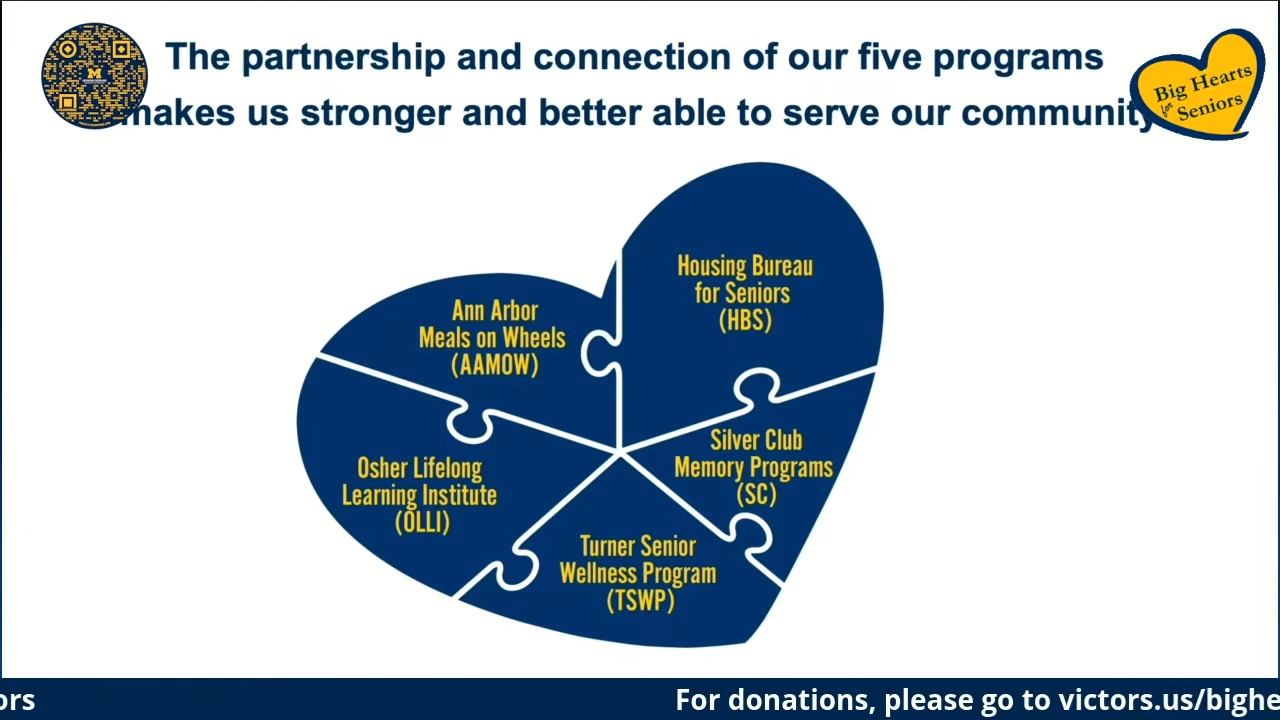 The partnership and connection of our five programs
makes us stronger and better able to serve our community
Big Hearts
for
Seniors
Housing Bureau
for Seniors
(HBS)
Ann Arbor
Meals on Wheels
(AAMOW)
Silver Club
Memory Programs
(SC)
Osher Lifelong
Learning Institute
(OLLI)
Turner Senior
Wellness Program
(TSWP)
ors
For donations, please go to victors.us/bighe